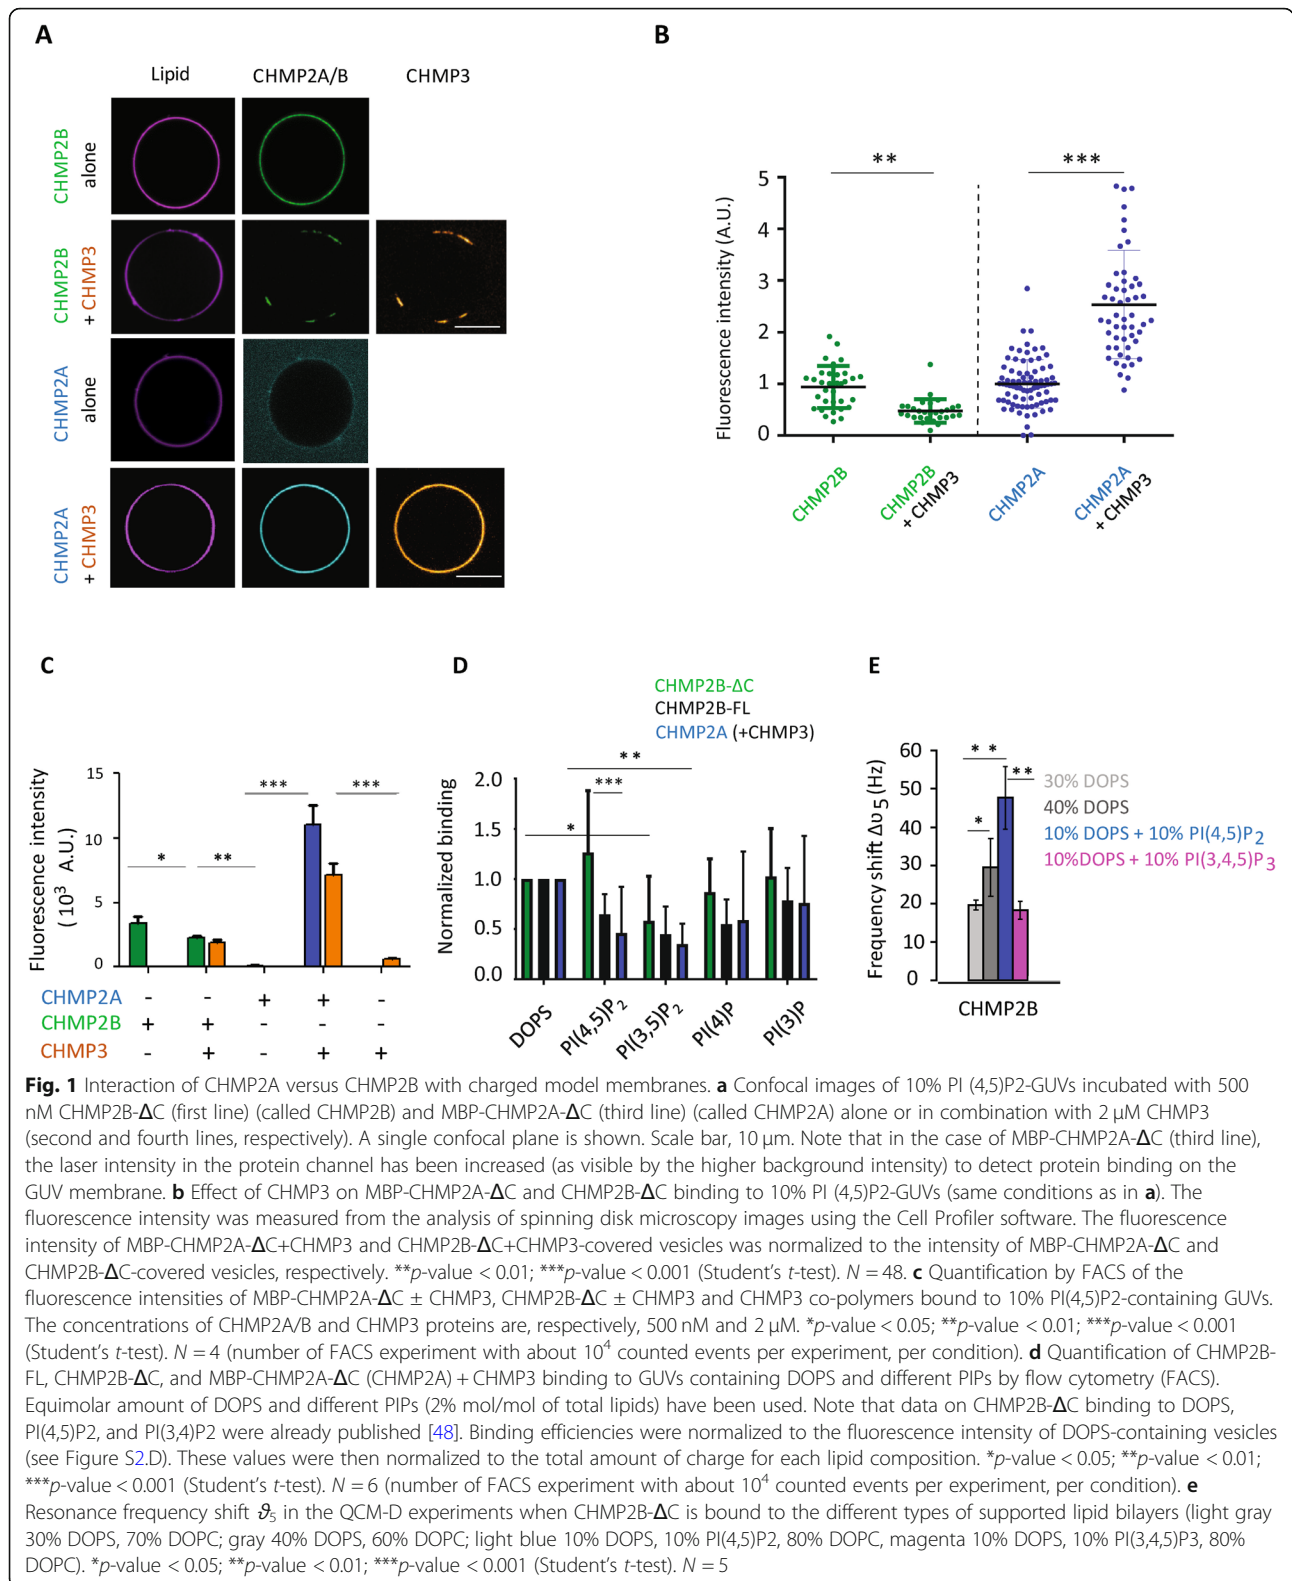 A
Lipid CHMP2A/B CHMP3
CHMP2B
alone
CHMP2B
+ CHMP3
CHMP2A
alone
CHMP2A
+ CHMP3
B
** ***
Fluorescence intensity (A.U.)
5
4
3
2
1
0
CHMP2B
CHMP2B
+ CHMP3
CHMP2A
CHMP2A
+ CHMP3
C
Fluorescence intensity
(10³ A.U.)
15
10
5
0
* ** *** ***
CHMP2A - - + + -
CHMP2B + + - - -
CHMP3 - + - + +
D
CHMP2B-ΔC
CHMP2B-FL
CHMP2A (+CHMP3)
**
***
*
Normalized binding
2.0
1.5
1.0
0.5
0.0
DOPS
PI(4,5)P₂
PI(3,5)P₂
PI(4)P
PI(3)P
E
Frequency shift Δυ₅ (Hz)
60
50
40
30
20
10
0
* *
**
*
30% DOPS
40% DOPS
10% DOPS + 10% PI(4,5)P₂
10%DOPS + 10% PI(3,4,5)P₃
CHMP2B
Fig. 1 Interaction of CHMP2A versus CHMP2B with charged model membranes. a Confocal images of 10% PI (4,5)P2-GUVs incubated with 500
nM CHMP2B-ΔC (first line) (called CHMP2B) and MBP-CHMP2A-ΔC (third line) (called CHMP2A) alone or in combination with 2 μM CHMP3
(second and fourth lines, respectively). A single confocal plane is shown. Scale bar, 10 μm. Note that in the case of MBP-CHMP2A-ΔC (third line),
the laser intensity in the protein channel has been increased (as visible by the higher background intensity) to detect protein binding on the
GUV membrane. b Effect of CHMP3 on MBP-CHMP2A-ΔC and CHMP2B-ΔC binding to 10% PI (4,5)P2-GUVs (same conditions as in a). The
fluorescence intensity was measured from the analysis of spinning disk microscopy images using the Cell Profiler software. The fluorescence
intensity of MBP-CHMP2A-ΔC+CHMP3 and CHMP2B-ΔC+CHMP3-covered vesicles was normalized to the intensity of MBP-CHMP2A-ΔC and
CHMP2B-ΔC-covered vesicles, respectively. **p-value < 0.01; ***p-value < 0.001 (Student's t-test). N = 48. c Quantification by FACS of the
fluorescence intensities of MBP-CHMP2A-ΔC ± CHMP3, CHMP2B-ΔC ± CHMP3 and CHMP3 co-polymers bound to 10% PI(4,5)P2-containing GUVs.
The concentrations of CHMP2A/B and CHMP3 proteins are, respectively, 500 nM and 2 μM. *p-value < 0.05; **p-value < 0.01; ***p-value < 0.001
(Student's t-test). N = 4 (number of FACS experiment with about 10⁴ counted events per experiment, per condition). d Quantification of CHMP2B-
FL, CHMP2B-ΔC, and MBP-CHMP2A-ΔC (CHMP2A) + CHMP3 binding to GUVs containing DOPS and different PIPs by flow cytometry (FACS).
Equimolar amount of DOPS and different PIPs (2% mol/mol of total lipids) have been used. Note that data on CHMP2B-ΔC binding to DOPS,
PI(4,5)P2, and PI(3,4)P2 were already published [48]. Binding efficiencies were normalized to the fluorescence intensity of DOPS-containing vesicles
(see Figure S2.D). These values were then normalized to the total amount of charge for each lipid composition. *p-value < 0.05; **p-value < 0.01;
***p-value < 0.001 (Student's t-test). N = 6 (number of FACS experiment with about 10⁴ counted events per experiment, per condition). e
Resonance frequency shift ϑ₅ in the QCM-D experiments when CHMP2B-ΔC is bound to the different types of supported lipid bilayers (light gray
30% DOPS, 70% DOPC; gray 40% DOPS, 60% DOPC; light blue 10% DOPS, 10% PI(4,5)P2, 80% DOPC, magenta 10% DOPS, 10% PI(3,4,5)P3, 80%
DOPC). *p-value < 0.05; **p-value < 0.01; ***p-value < 0.001 (Student's t-test). N = 5